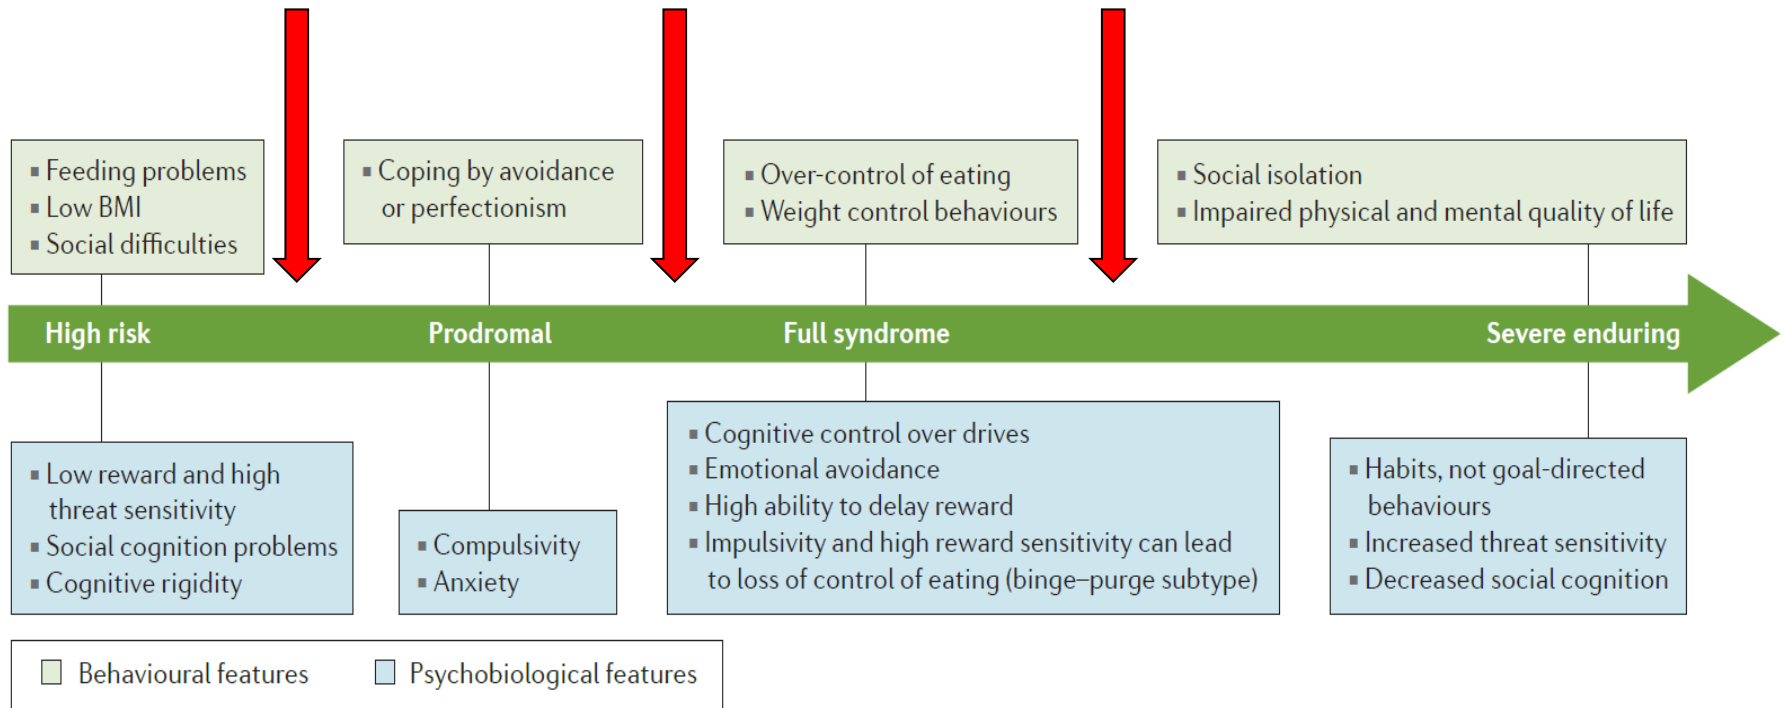 ▪ Feeding problems
▪ Low BMI
▪ Social difficulties
▪ Coping by avoidance
or perfectionism
▪ Over-control of eating
▪ Weight control behaviours
▪ Social isolation
▪ Impaired physical and mental quality of life
High risk
Prodromal
Full syndrome
Severe enduring
▪ Low reward and high
threat sensitivity
▪ Social cognition problems
▪ Cognitive rigidity
▪ Compulsivity
▪ Anxiety
▪ Cognitive control over drives
▪ Emotional avoidance
▪ High ability to delay reward
▪ Impulsivity and high reward sensitivity can lead
to loss of control of eating (binge–purge subtype)
▪ Habits, not goal-directed
behaviours
▪ Increased threat sensitivity
▪ Decreased social cognition
Behavioural features
Psychobiological features